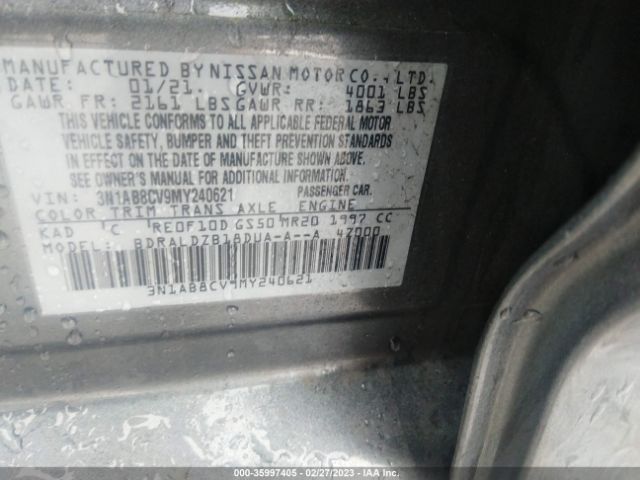 MANUFACTURED BY NISSAN MOTOR CO., LTD.
DATE: 01/21. GVWR: 4001 LBS
GAWR FR: 2161 LBS GAWR RR: 1863 LBS
THIS VEHICLE CONFORMS TO ALL APPLICABLE FEDERAL MOTOR
VEHICLE SAFETY, BUMPER AND THEFT PREVENTION STANDARDS
IN EFFECT ON THE DATE OF MANUFACTURE SHOWN ABOVE.
SEE OWNER'S MANUAL FOR ADDITIONAL INFORMATION.
VIN: 3N1AB8CV9MY240621 PASSENGER CAR.
COLOR TRIM TRANS AXLE ENGINE
KAD C RE0F10D GS50 MR20 1997 CC
MODEL BDRALDZB18DUA-A--A 4Z000
3N1AB8CV9MY240621
000-35997405 - 02/27/2023 - IAA Inc.